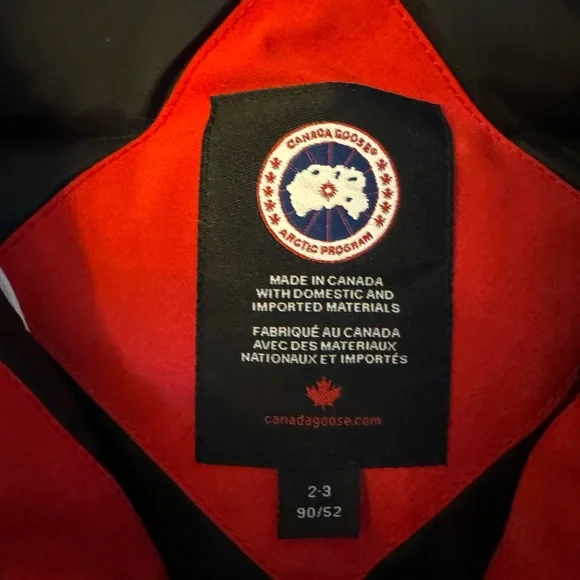 CANADA GOOSE®
ARCTIC PROGRAM
MADE IN CANADA
WITH DOMESTIC AND
IMPORTED MATERIALS
FABRIQUÉ AU CANADA
AVEC DES MATERIAUX
NATIONAUX ET IMPORTÉS
canadagoose.com
2-3
90/52